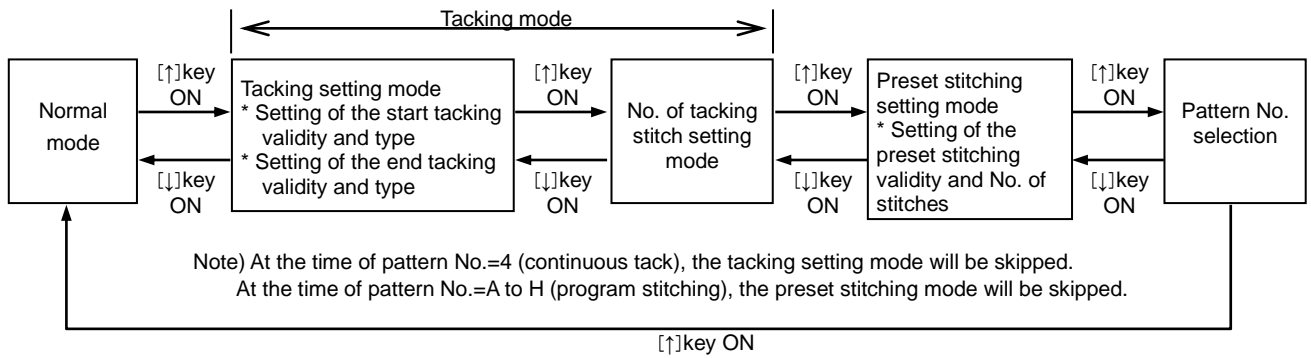 Tacking mode
[↑]key
ON
[↑]key
ON
[↑]key
ON
[↑]key
ON
Normal
mode
Tacking setting mode
* Setting of the start tacking
validity and type
* Setting of the end tacking
validity and type
No. of tacking
stitch setting
mode
Preset stitching
setting mode
* Setting of the
preset stitching
validity and No. of
stitches
Pattern No.
selection
[↓]key
ON
[↓]key
ON
[↓]key
ON
[↓]key
ON
Note) At the time of pattern No.=4 (continuous tack), the tacking setting mode will be skipped.
At the time of pattern No.=A to H (program stitching), the preset stitching mode will be skipped.
[↑]key ON